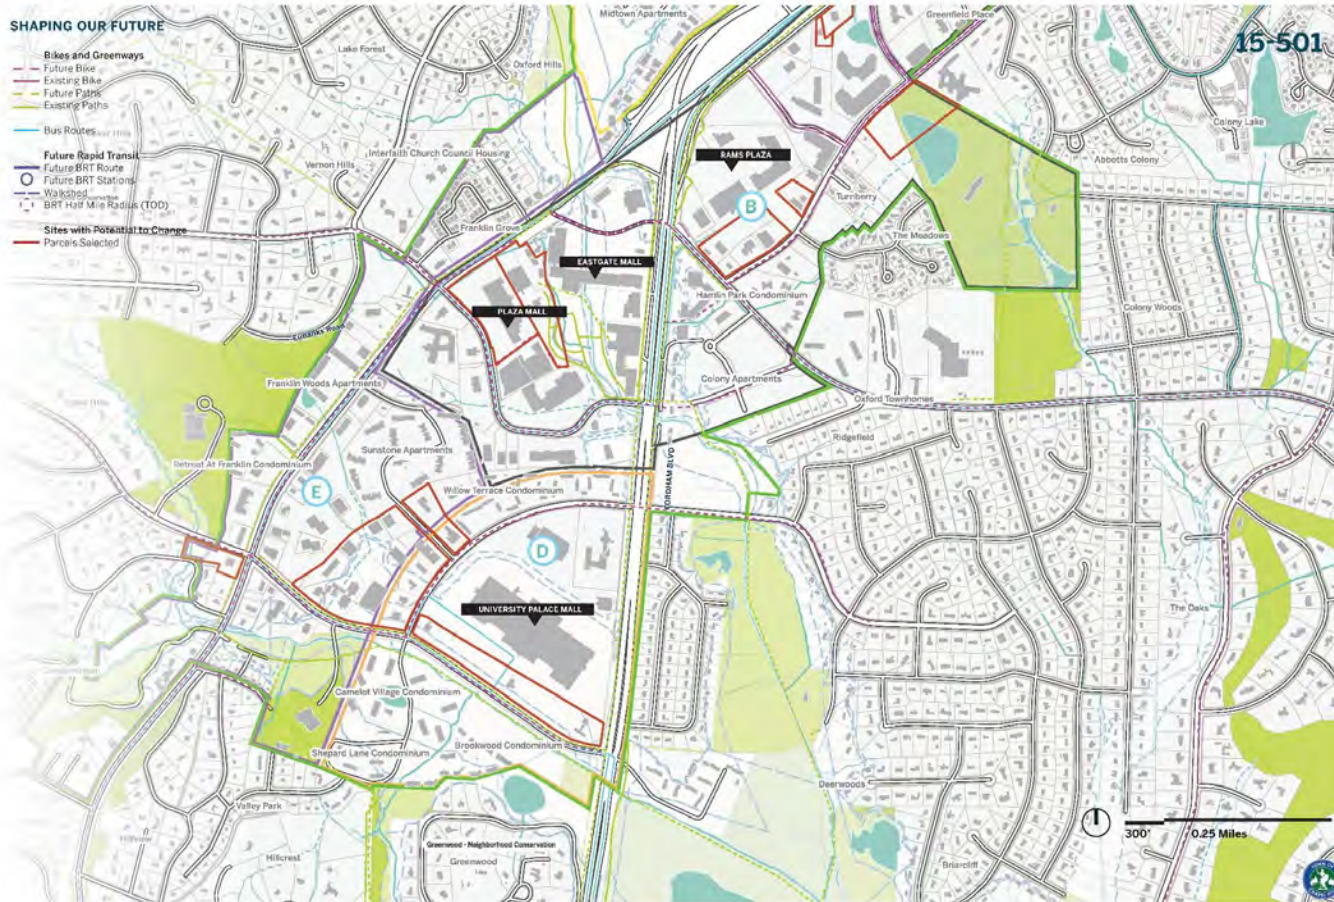 SHAPING OUR FUTURE
15-501
Bikes and Greenways
Future Bike
Existing Bike
Future Paths
Existing Paths
Bus Routes
Future Rapid Transit
Future BRT Route
Future BRT Stations
Walkshed
BRT Half Mile Radius (TOD)
Sites with Potential to Change
Parcels Selected
Midtown Apartments
Greenfield Place
Lake Forest
Oxford Hills
Colony Lake
Interfaith Church Council Housing
Vernon Hills
RAMS PLAZA
Abbotts Colony
Turnberry
B
Franklin Grove
The Meadows
EASTGATE MALL
Hamlin Park Condominium
PLAZA MALL
Colony Woods
Eubanks Road
Franklin Woods Apartments
Colony Apartments
Oxford Townhomes
Sunstone Apartments
Ridgefield
Retreat At Franklin Condominium
E
Willow Terrace Condominium
FORDHAM BLVD
D
UNIVERSITY PALACE MALL
The Oaks
Camelot Village Condominium
Shepard Lane Condominium
Brookwood Condominium
Deerwoods
Valley Park
300'
0.25 Miles
Hillview
Greenwood - Neighborhood Conservation
Hillcrest
Greenwood
Briarcliff